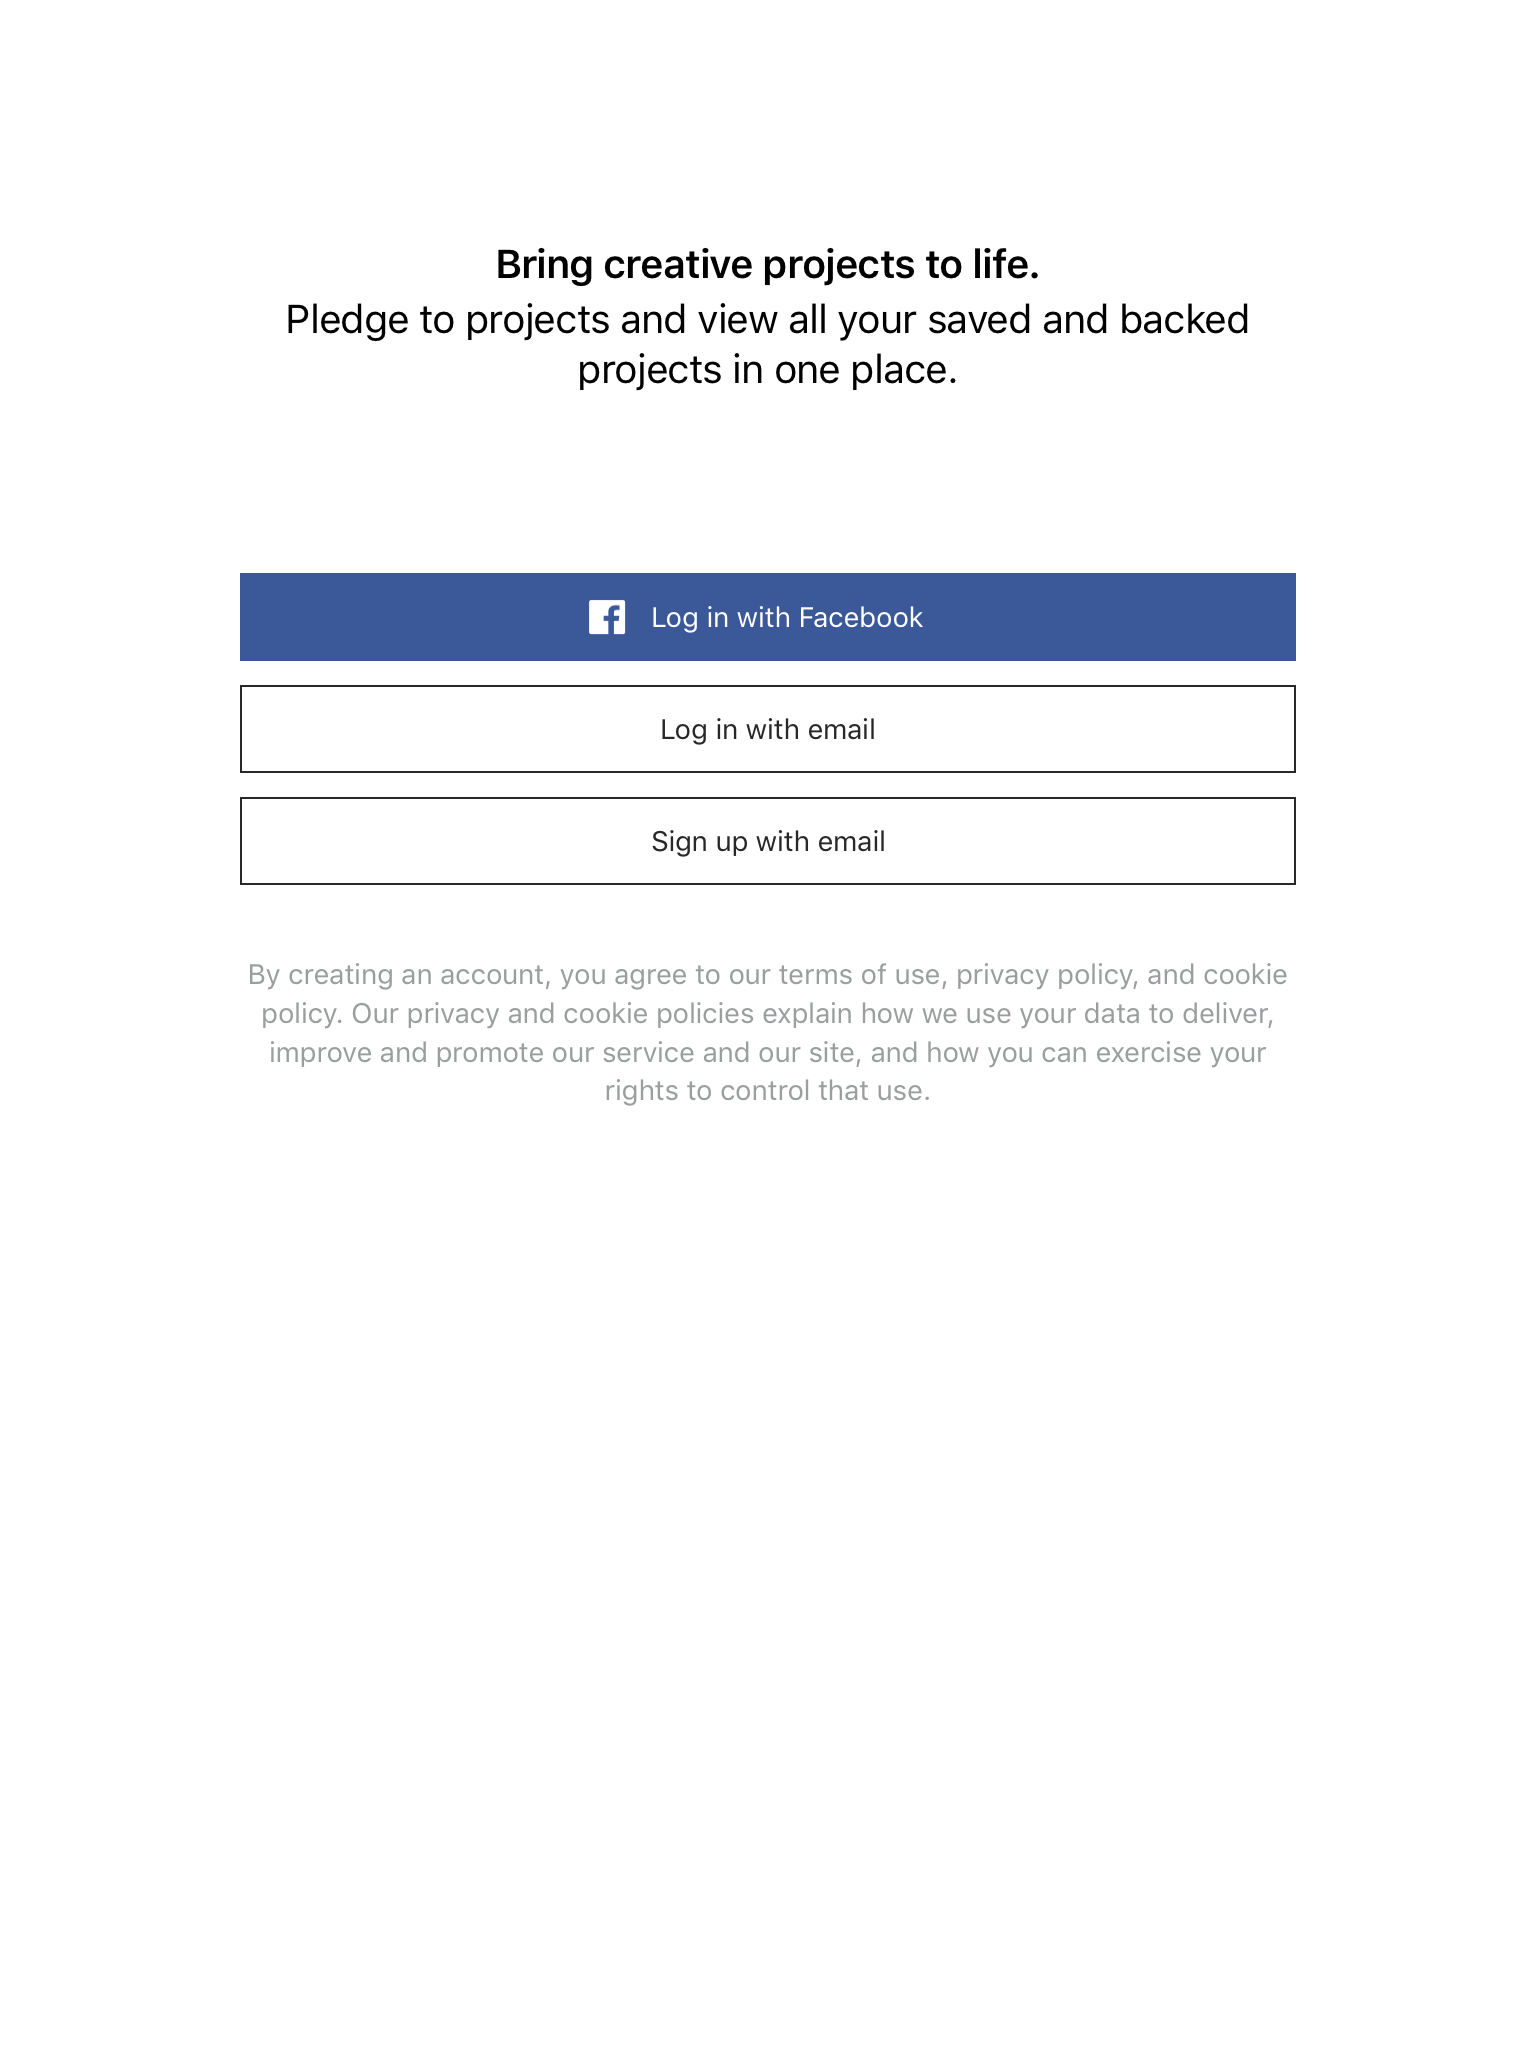 Bring creative projects to life.
Pledge to projects and view all your saved and backed
projects in one place.
Log in with Facebook
Log in with email
Sign up with email
By creating an account, you agree to our terms of use, privacy policy, and cookie
policy. Our privacy and cookie policies explain how we use your data to deliver,
improve and promote our service and our site, and how you can exercise your
rights to control that use.